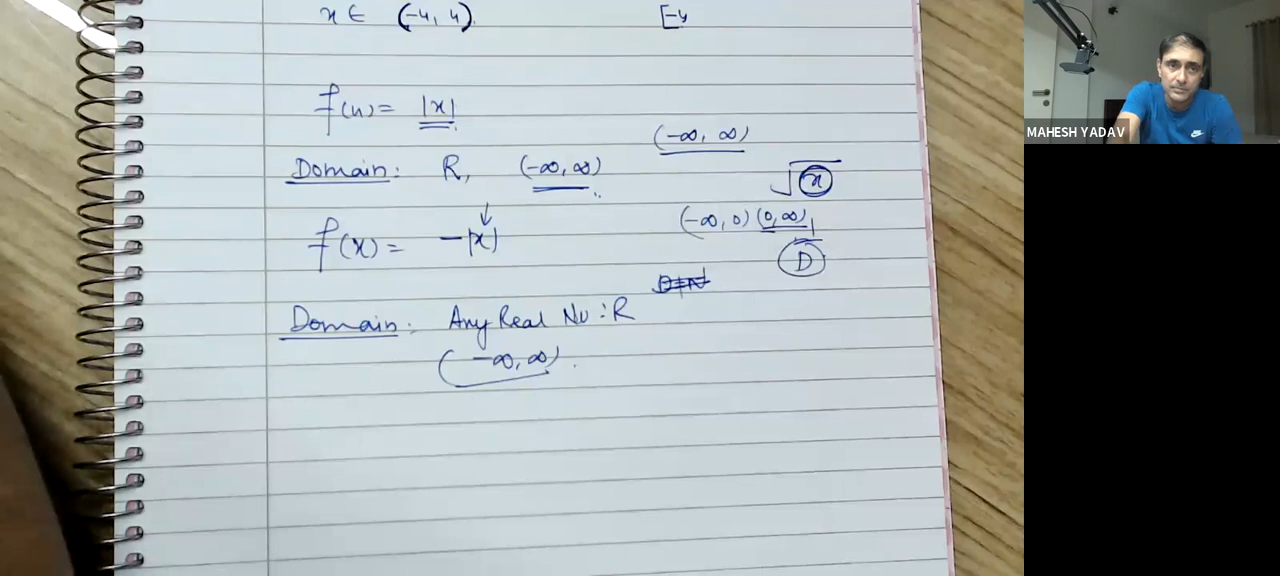 x ∈ (-4, 4). [-4
f(x) = |x|
(-∞, ∞)
Domain: R, (-∞, ∞)
√x
f(x) = -|x|
(-∞, 0) (0, ∞)
D
Domain: Any Real No: R
(-∞, ∞).
MAHESH YADAV